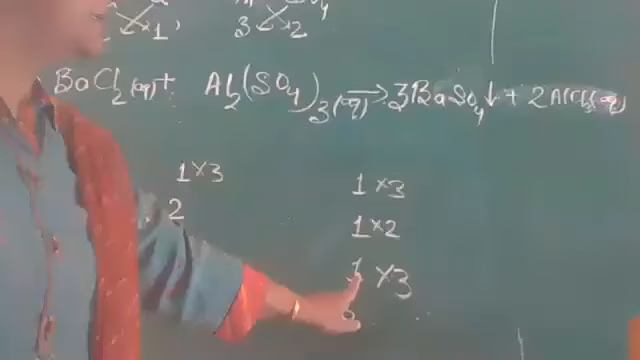 3 2
BaCl2(aq) + Al2(SO4)3(aq) → 3BaSO4↓ + 2AlCl3(aq)
1×3 1×3
2 1×2
1×3